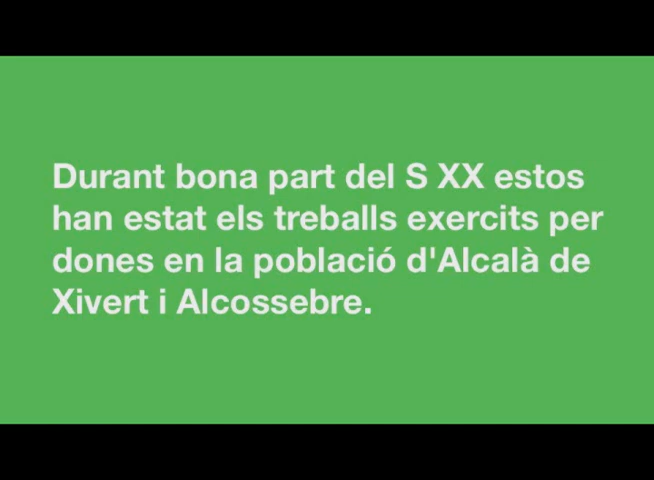 Durant bona part del S XX estos
han estat els treballs exercits per
dones en la població d'Alcalà de
Xivert i Alcossebre.